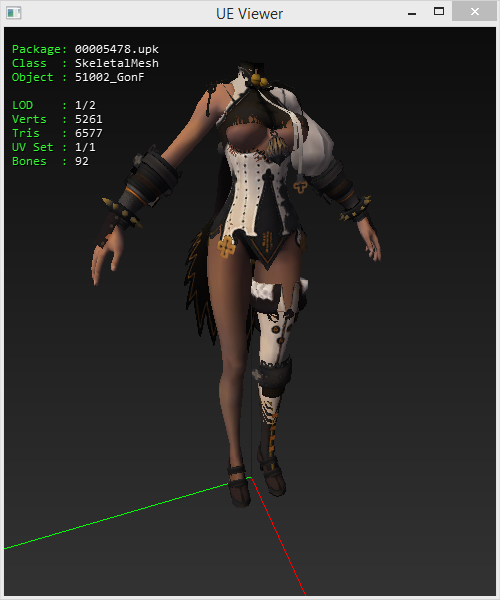 UE Viewer
Package: 00005478.upk
Class : SkeletalMesh
Object : 51002_GonF
LOD : 1/2
Verts : 5261
Tris : 6577
UV Set : 1/1
Bones : 92